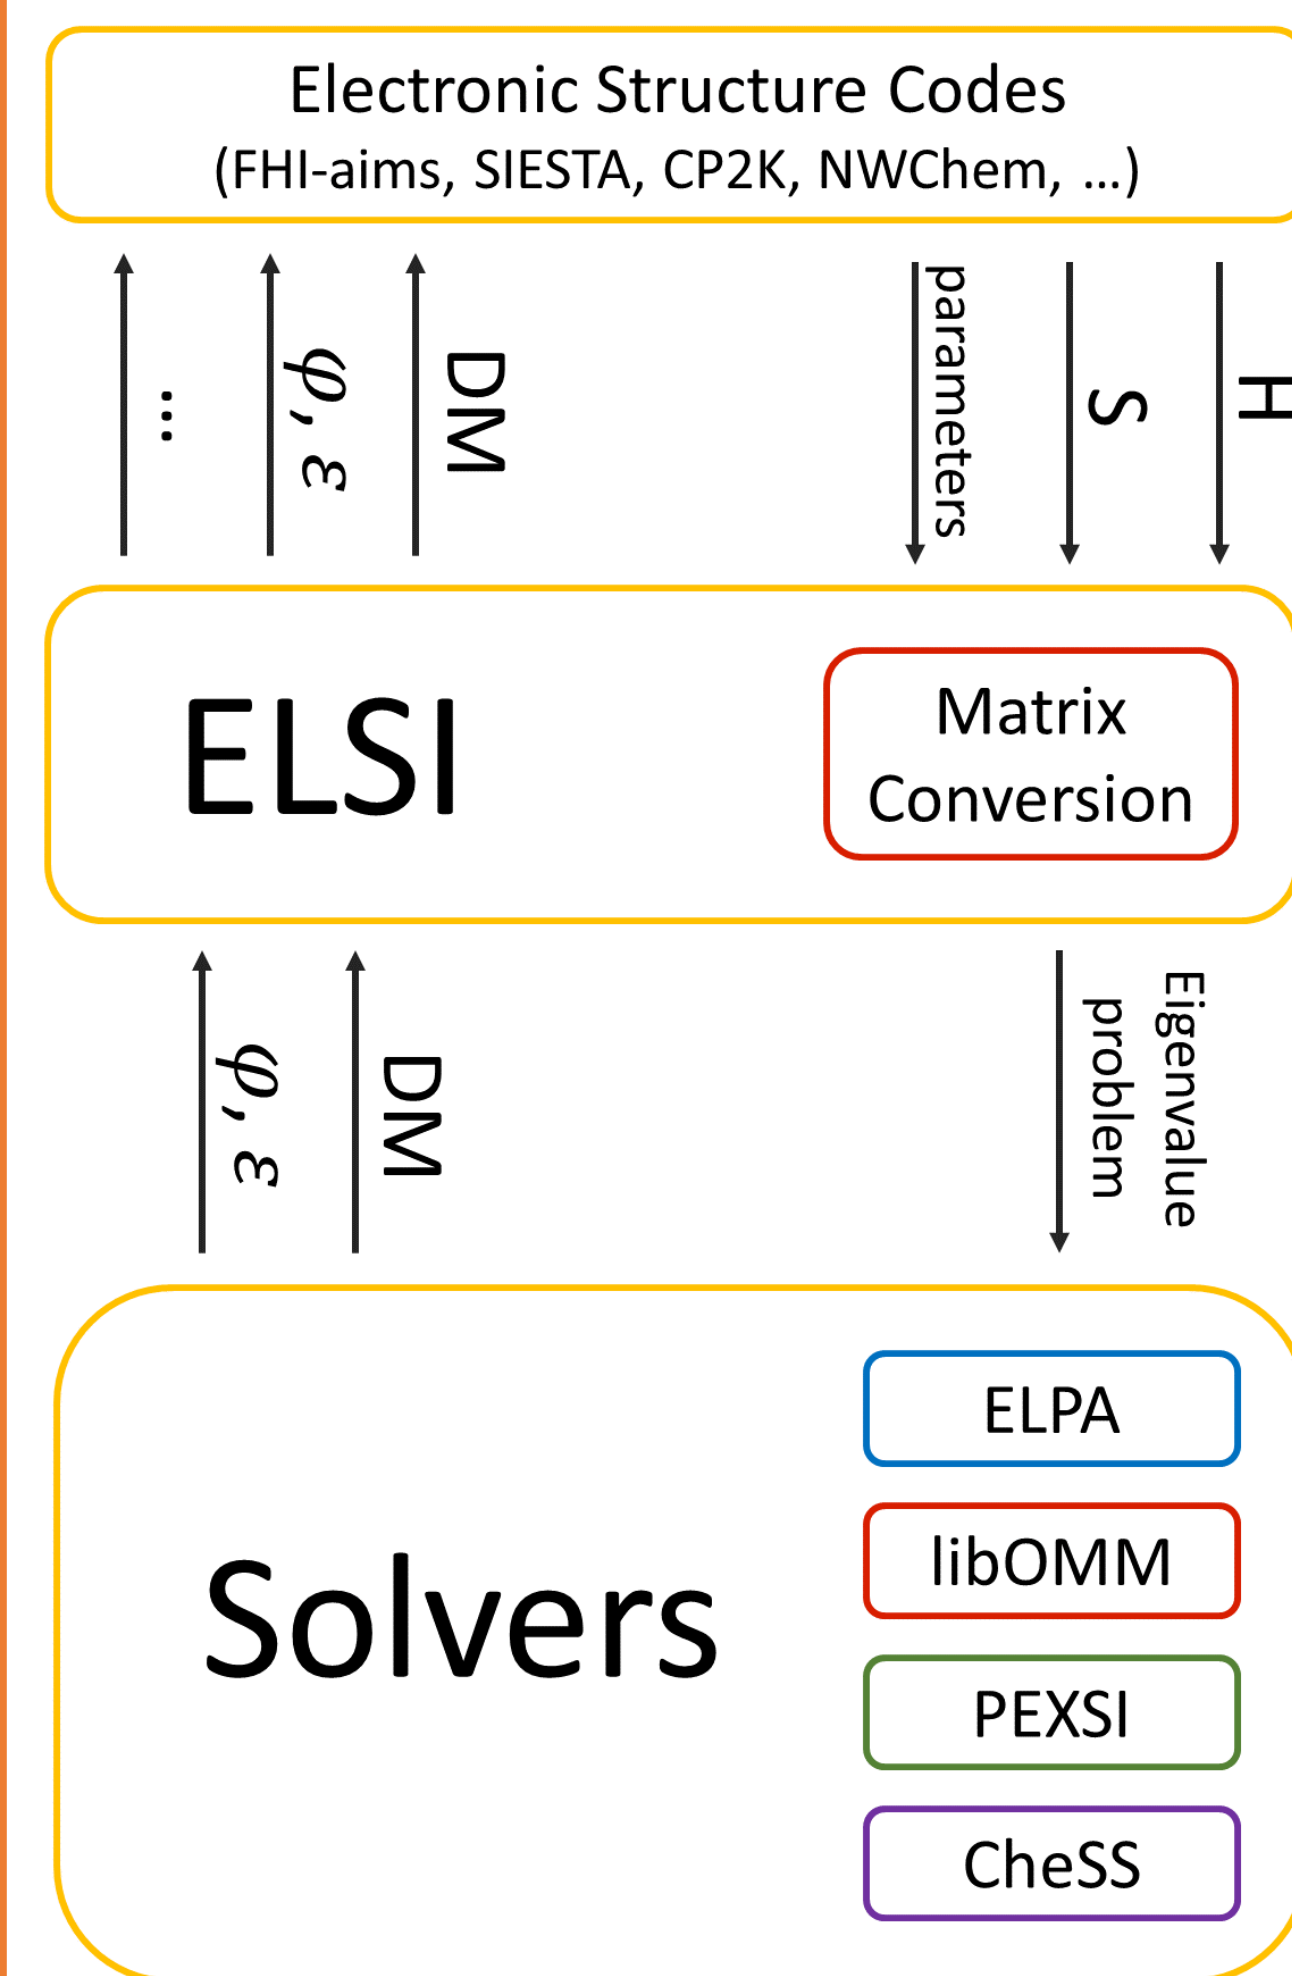 Electronic Structure Codes
(FHI-aims, SIESTA, CP2K, NWChem, ...)
...
φ, ε
DM
parameters
S
H
ELSI
Matrix
Conversion
φ, ε
DM
Eigenvalue
problem
Solvers
ELPA
libOMM
PEXSI
CheSS